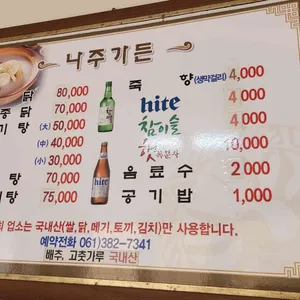 나주가든
닭 80,000
중 닭 70,000
기탕 (大) 50,000
(中) 40,000
(小) 30,000
70,000
탕 75,000
죽 향(생막걸리) 4,000
hite 4 000
참이슬 4 000
10,000
음료수 2 000
공기밥 1,000
업소는 국내산(쌀,닭,메기,토끼,김치)만 사용합니다.
예약전화 061)382-7341
배추, 고춧가루 국내산